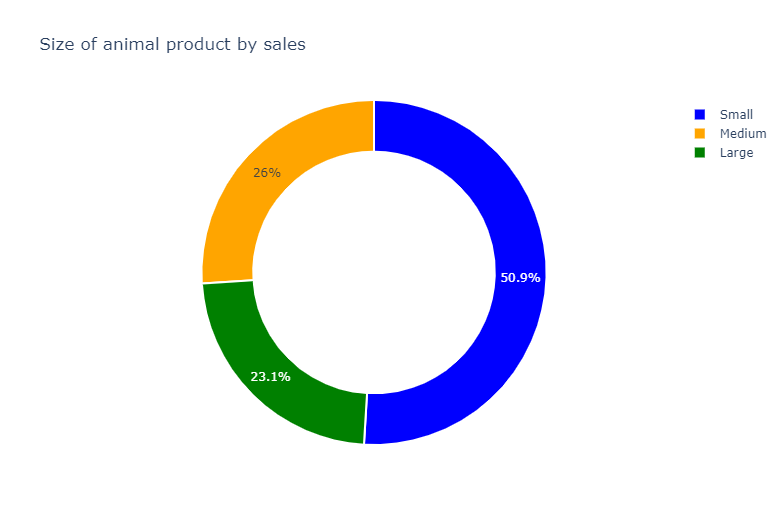 Size of animal product by sales
Small
Medium
Large
26%
50.9%
23.1%